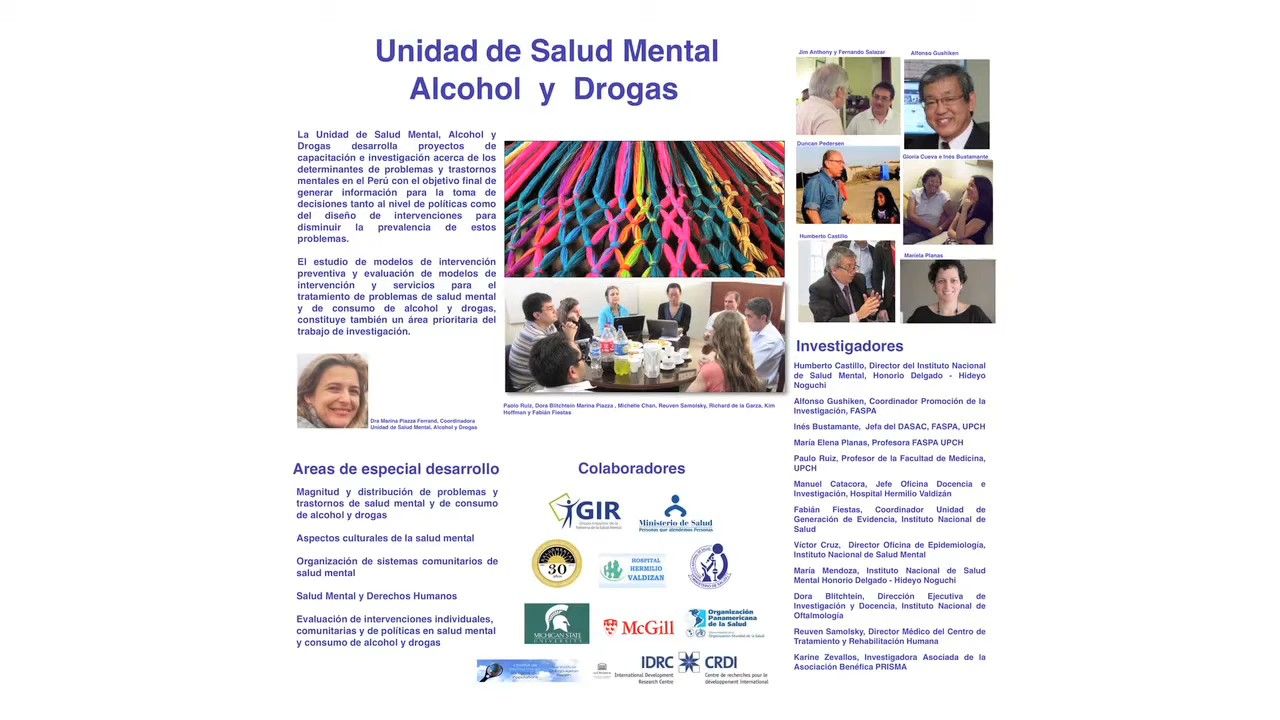 Unidad de Salud Mental
Alcohol y Drogas
La Unidad de Salud Mental, Alcohol y
Drogas desarrolla proyectos de
capacitación e investigación acerca de los
determinantes de problemas y trastornos
mentales en el Perú con el objetivo final de
generar información para la toma de
decisiones tanto al nivel de políticas como
del diseño de intervenciones para
disminuir la prevalencia de estos
problemas.
El estudio de modelos de intervención
preventiva y evaluación de modelos de
intervención y servicios para el
tratamiento de problemas de salud mental
y de consumo de alcohol y drogas,
constituye también un área prioritaria del
trabajo de investigación.
Dra Marina Piazza Ferrand, Coordinadora
Unidad de Salud Mental, Alcohol y Drogas
Paolo Ruiz, Dora Blitchtein Marina Piazza , Michelle Chan, Reuven Samolsky, Richard de la Garza, Kim
Hoffman y Fabián Fiestas
Jim Anthony y Fernando Salazar
Alfonso Gushiken
Duncan Pedersen
Gloria Cueva e Inés Bustamante
Humberto Castillo
Mariela Planas
Areas de especial desarrollo
Magnitud y distribución de problemas y
trastornos de salud mental y de consumo
de alcohol y drogas
Aspectos culturales de la salud mental
Organización de sistemas comunitarios de
salud mental
Salud Mental y Derechos Humanos
Evaluación de intervenciones individuales,
comunitarias y de políticas en salud mental
y consumo de alcohol y drogas
Colaboradores
GIR
Ministerio de Salud
Personas que atendemos Personas
30
años
HOSPITAL
HERMILIO
VALDIZAN
MICHIGAN STATE
UNIVERSITY
McGill
Organización
Panamericana
de la Salud
Organización Mundial de la Salud
IDRC CRDI
International Development
Research Centre
Centre de recherches pour le
développement international
Investigadores
Humberto Castillo, Director del Instituto Nacional
de Salud Mental, Honorio Delgado - Hideyo
Noguchi
Alfonso Gushiken, Coordinador Promoción de la
Investigación, FASPA
Inés Bustamante, Jefa del DASAC, FASPA, UPCH
María Elena Planas, Profesora FASPA UPCH
Paulo Ruiz, Profesor de la Facultad de Medicina,
UPCH
Manuel Catacora, Jefe Oficina Docencia e
Investigación, Hospital Hermilio Valdizán
Fabián Fiestas, Coordinador Unidad de
Generación de Evidencia, Instituto Nacional de
Salud
Víctor Cruz, Director Oficina de Epidemiología,
Instituto Nacional de Salud Mental
María Mendoza, Instituto Nacional de Salud
Mental Honorio Delgado - Hideyo Noguchi
Dora Blitchtein, Dirección Ejecutiva de
Investigación y Docencia, Instituto Nacional de
Oftalmología
Reuven Samolsky, Director Médico del Centro de
Tratamiento y Rehabilitación Humana
Karine Zevallos, Investigadora Asociada de la
Asociación Benéfica PRISMA